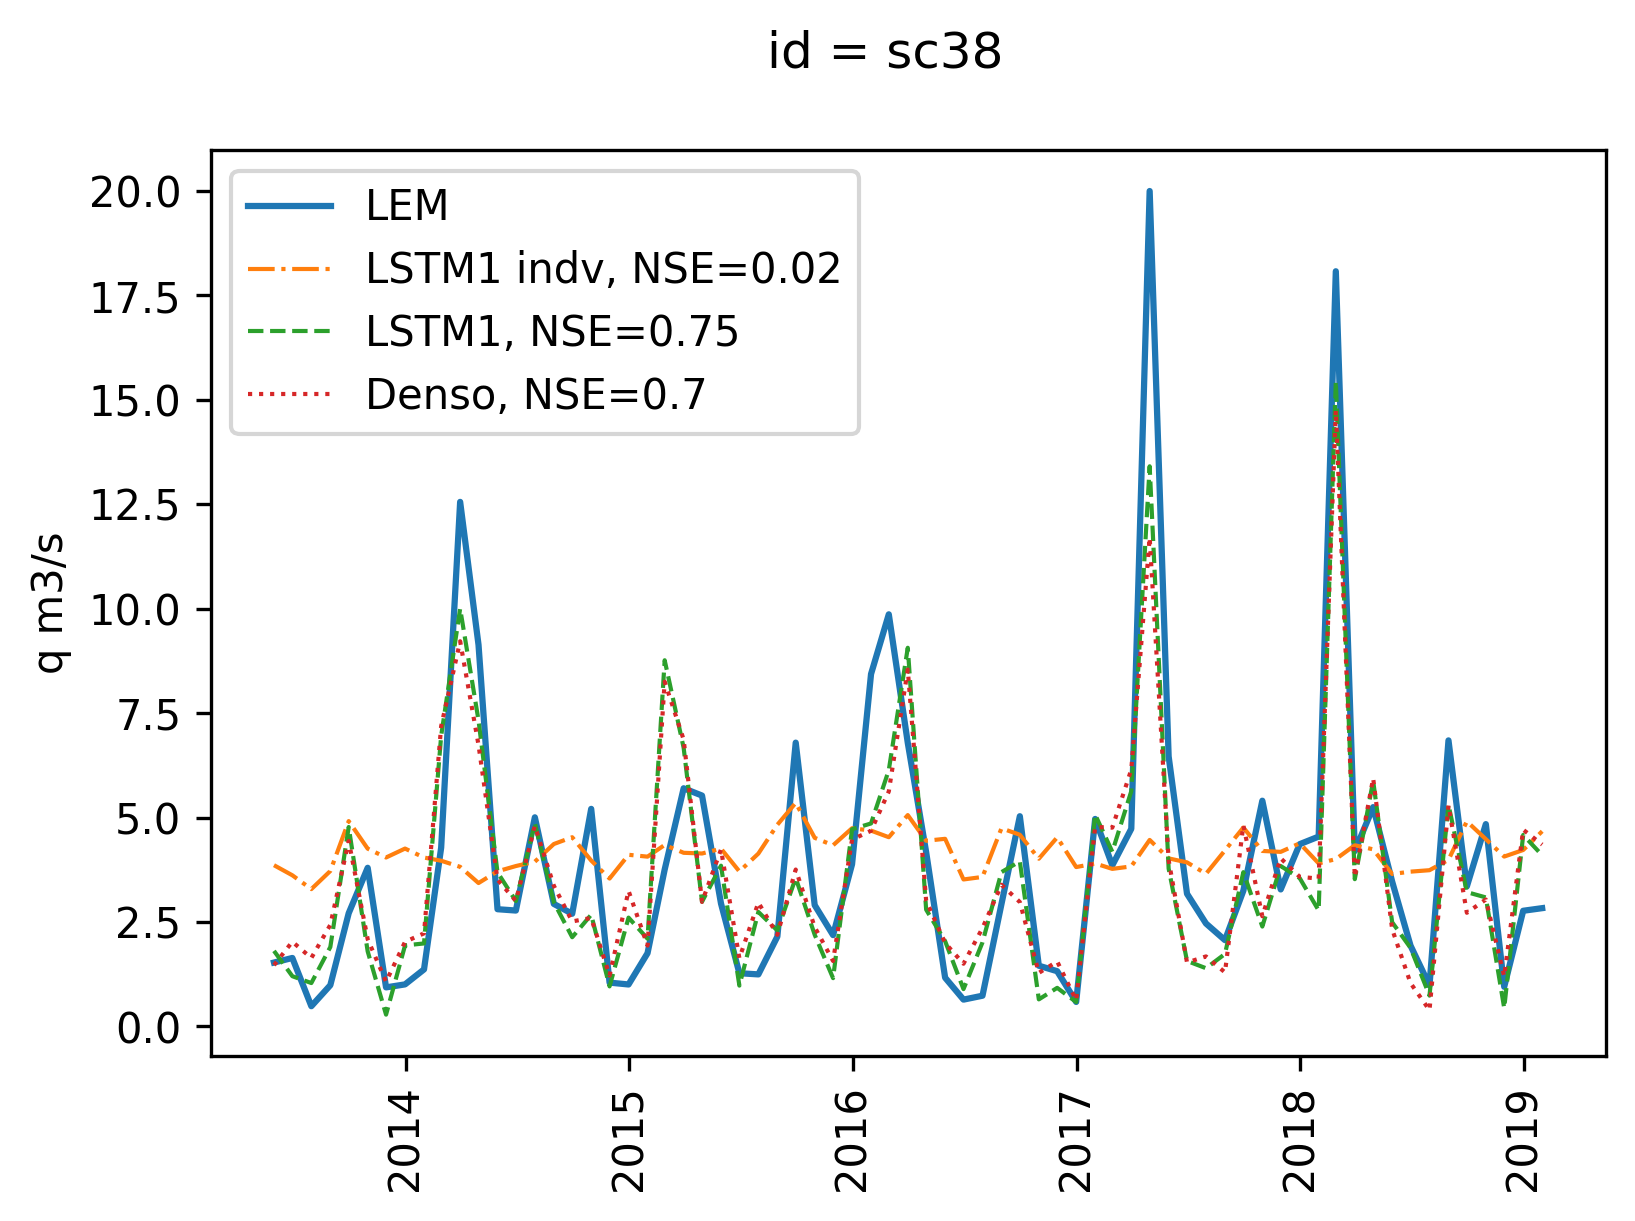 id = sc38
LEM
LSTM1 indv, NSE=0.02
LSTM1, NSE=0.75
Denso, NSE=0.7
q m3/s
20.0
17.5
15.0
12.5
10.0
7.5
5.0
2.5
0.0
2014
2015
2016
2017
2018
2019